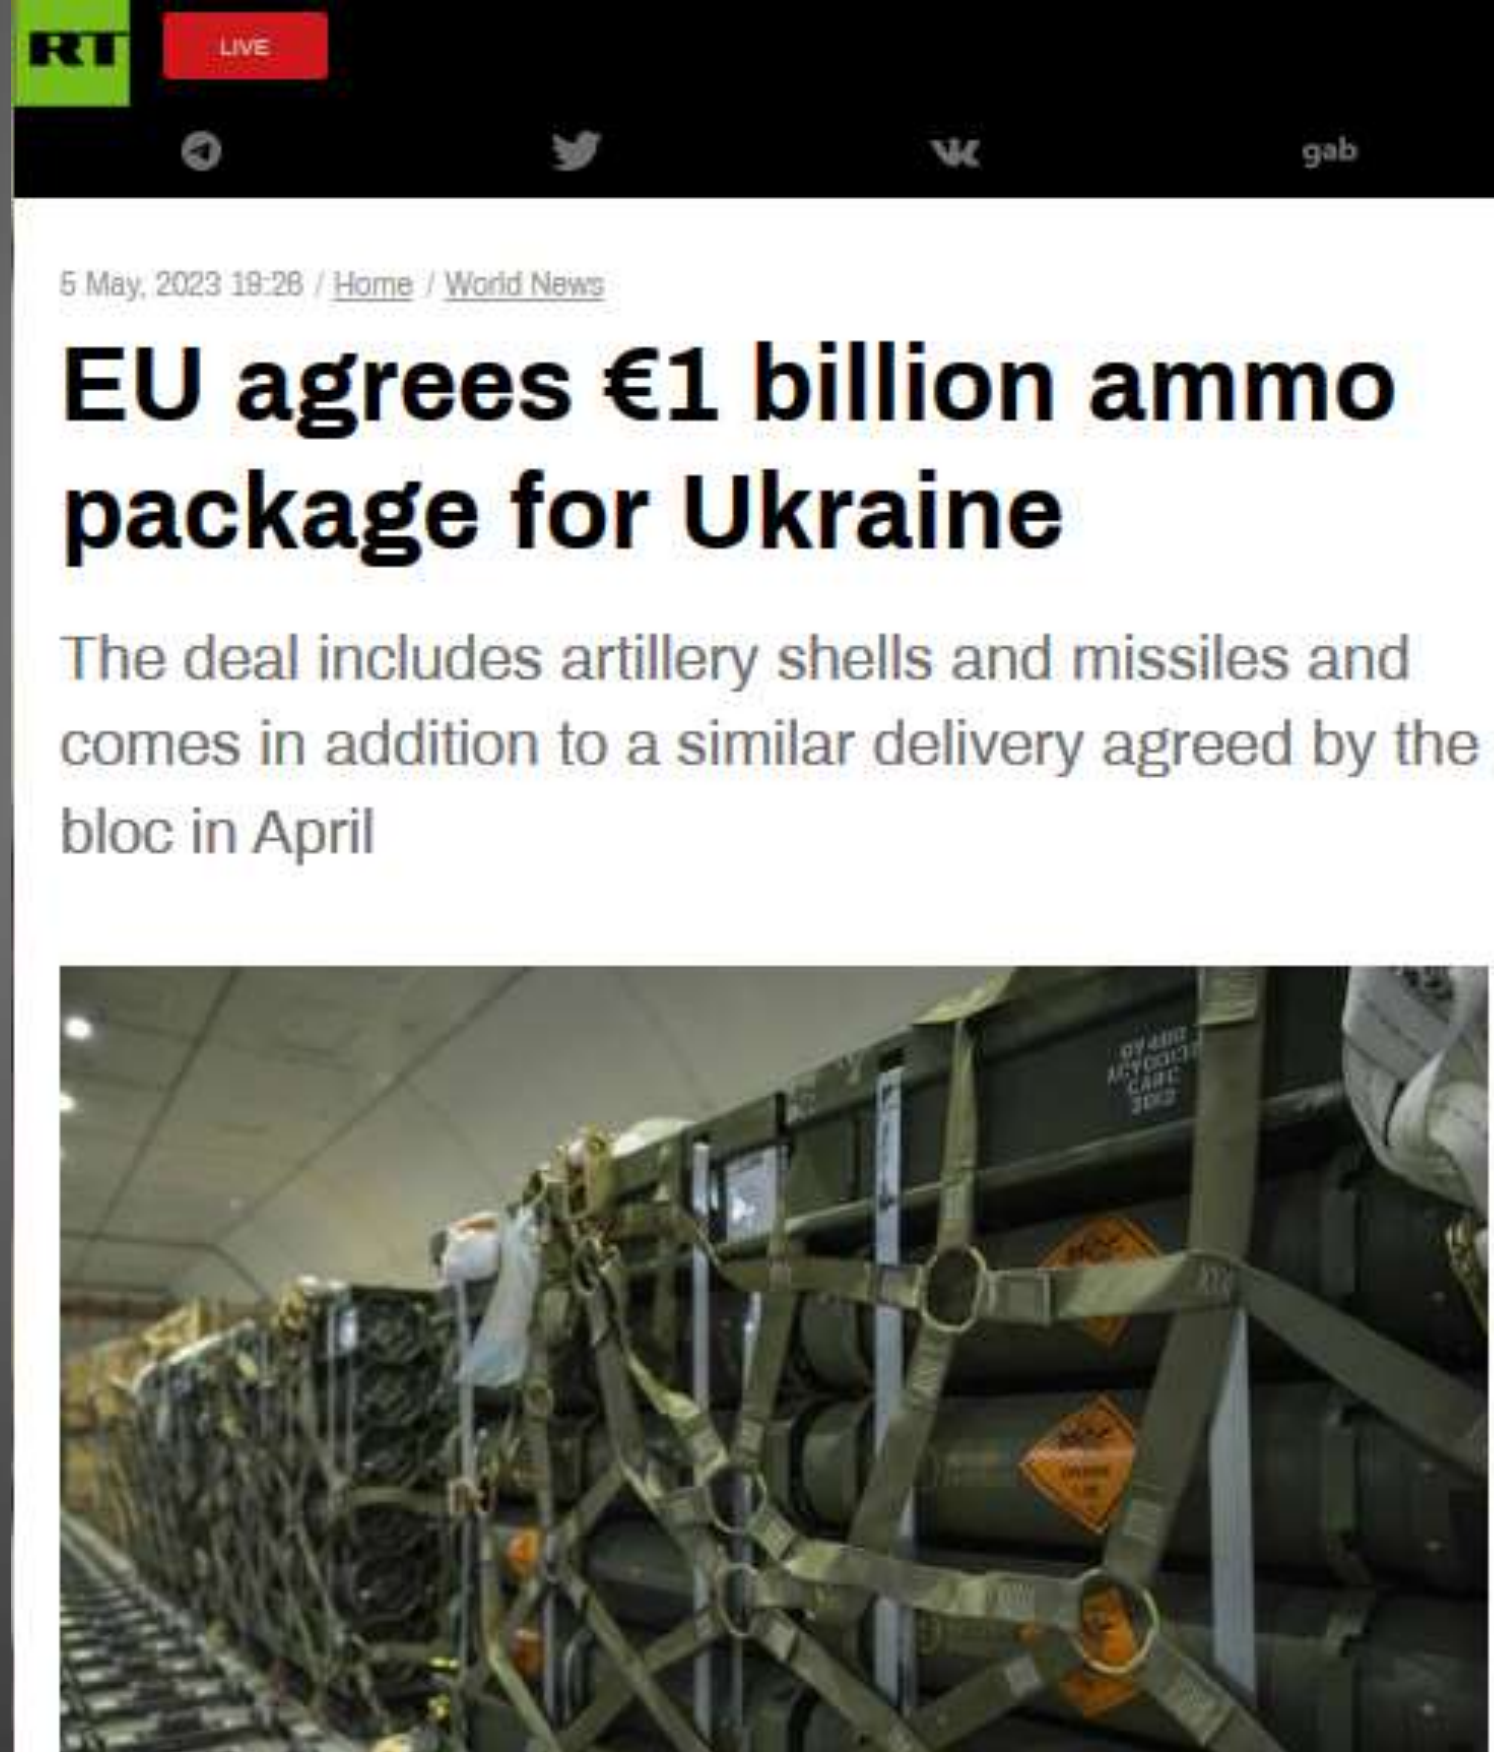 RT
LIVE
gab
5 May, 2023 19:26 / Home / World News
EU agrees €1 billion ammo
package for Ukraine
The deal includes artillery shells and missiles and
comes in addition to a similar delivery agreed by the
bloc in April